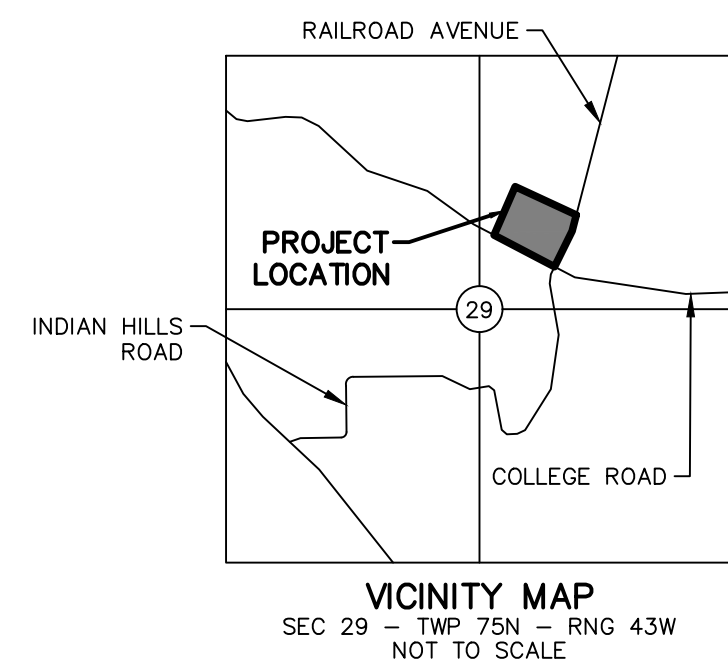 RAILROAD AVENUE
PROJECT
LOCATION
29
INDIAN HILLS
ROAD
COLLEGE ROAD
VICINITY MAP
SEC 29 – TWP 75N – RNG 43W
NOT TO SCALE